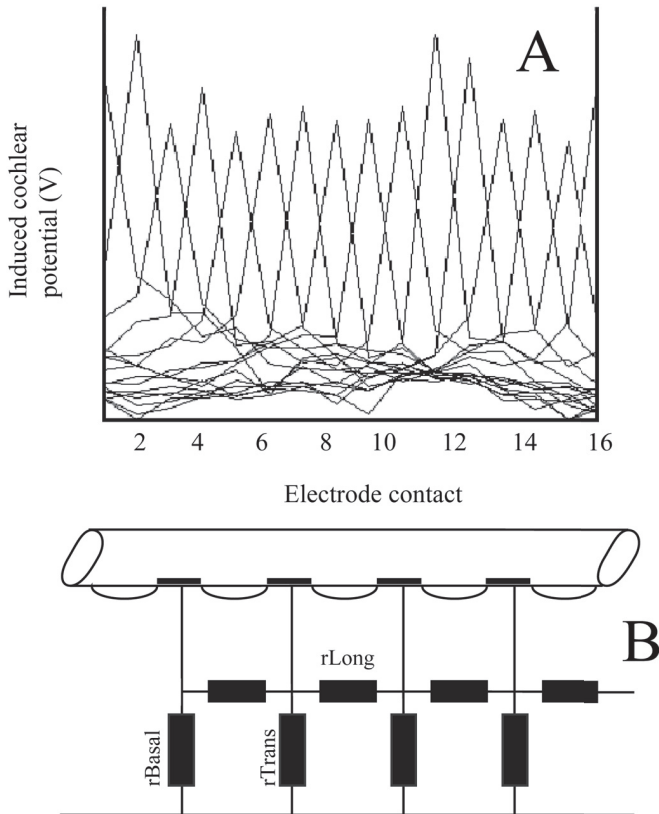 A
Induced cochlear
potential (V)
2 4 6 8 10 12 14 16
Electrode contact
B
rLong
rBasal
rTrans